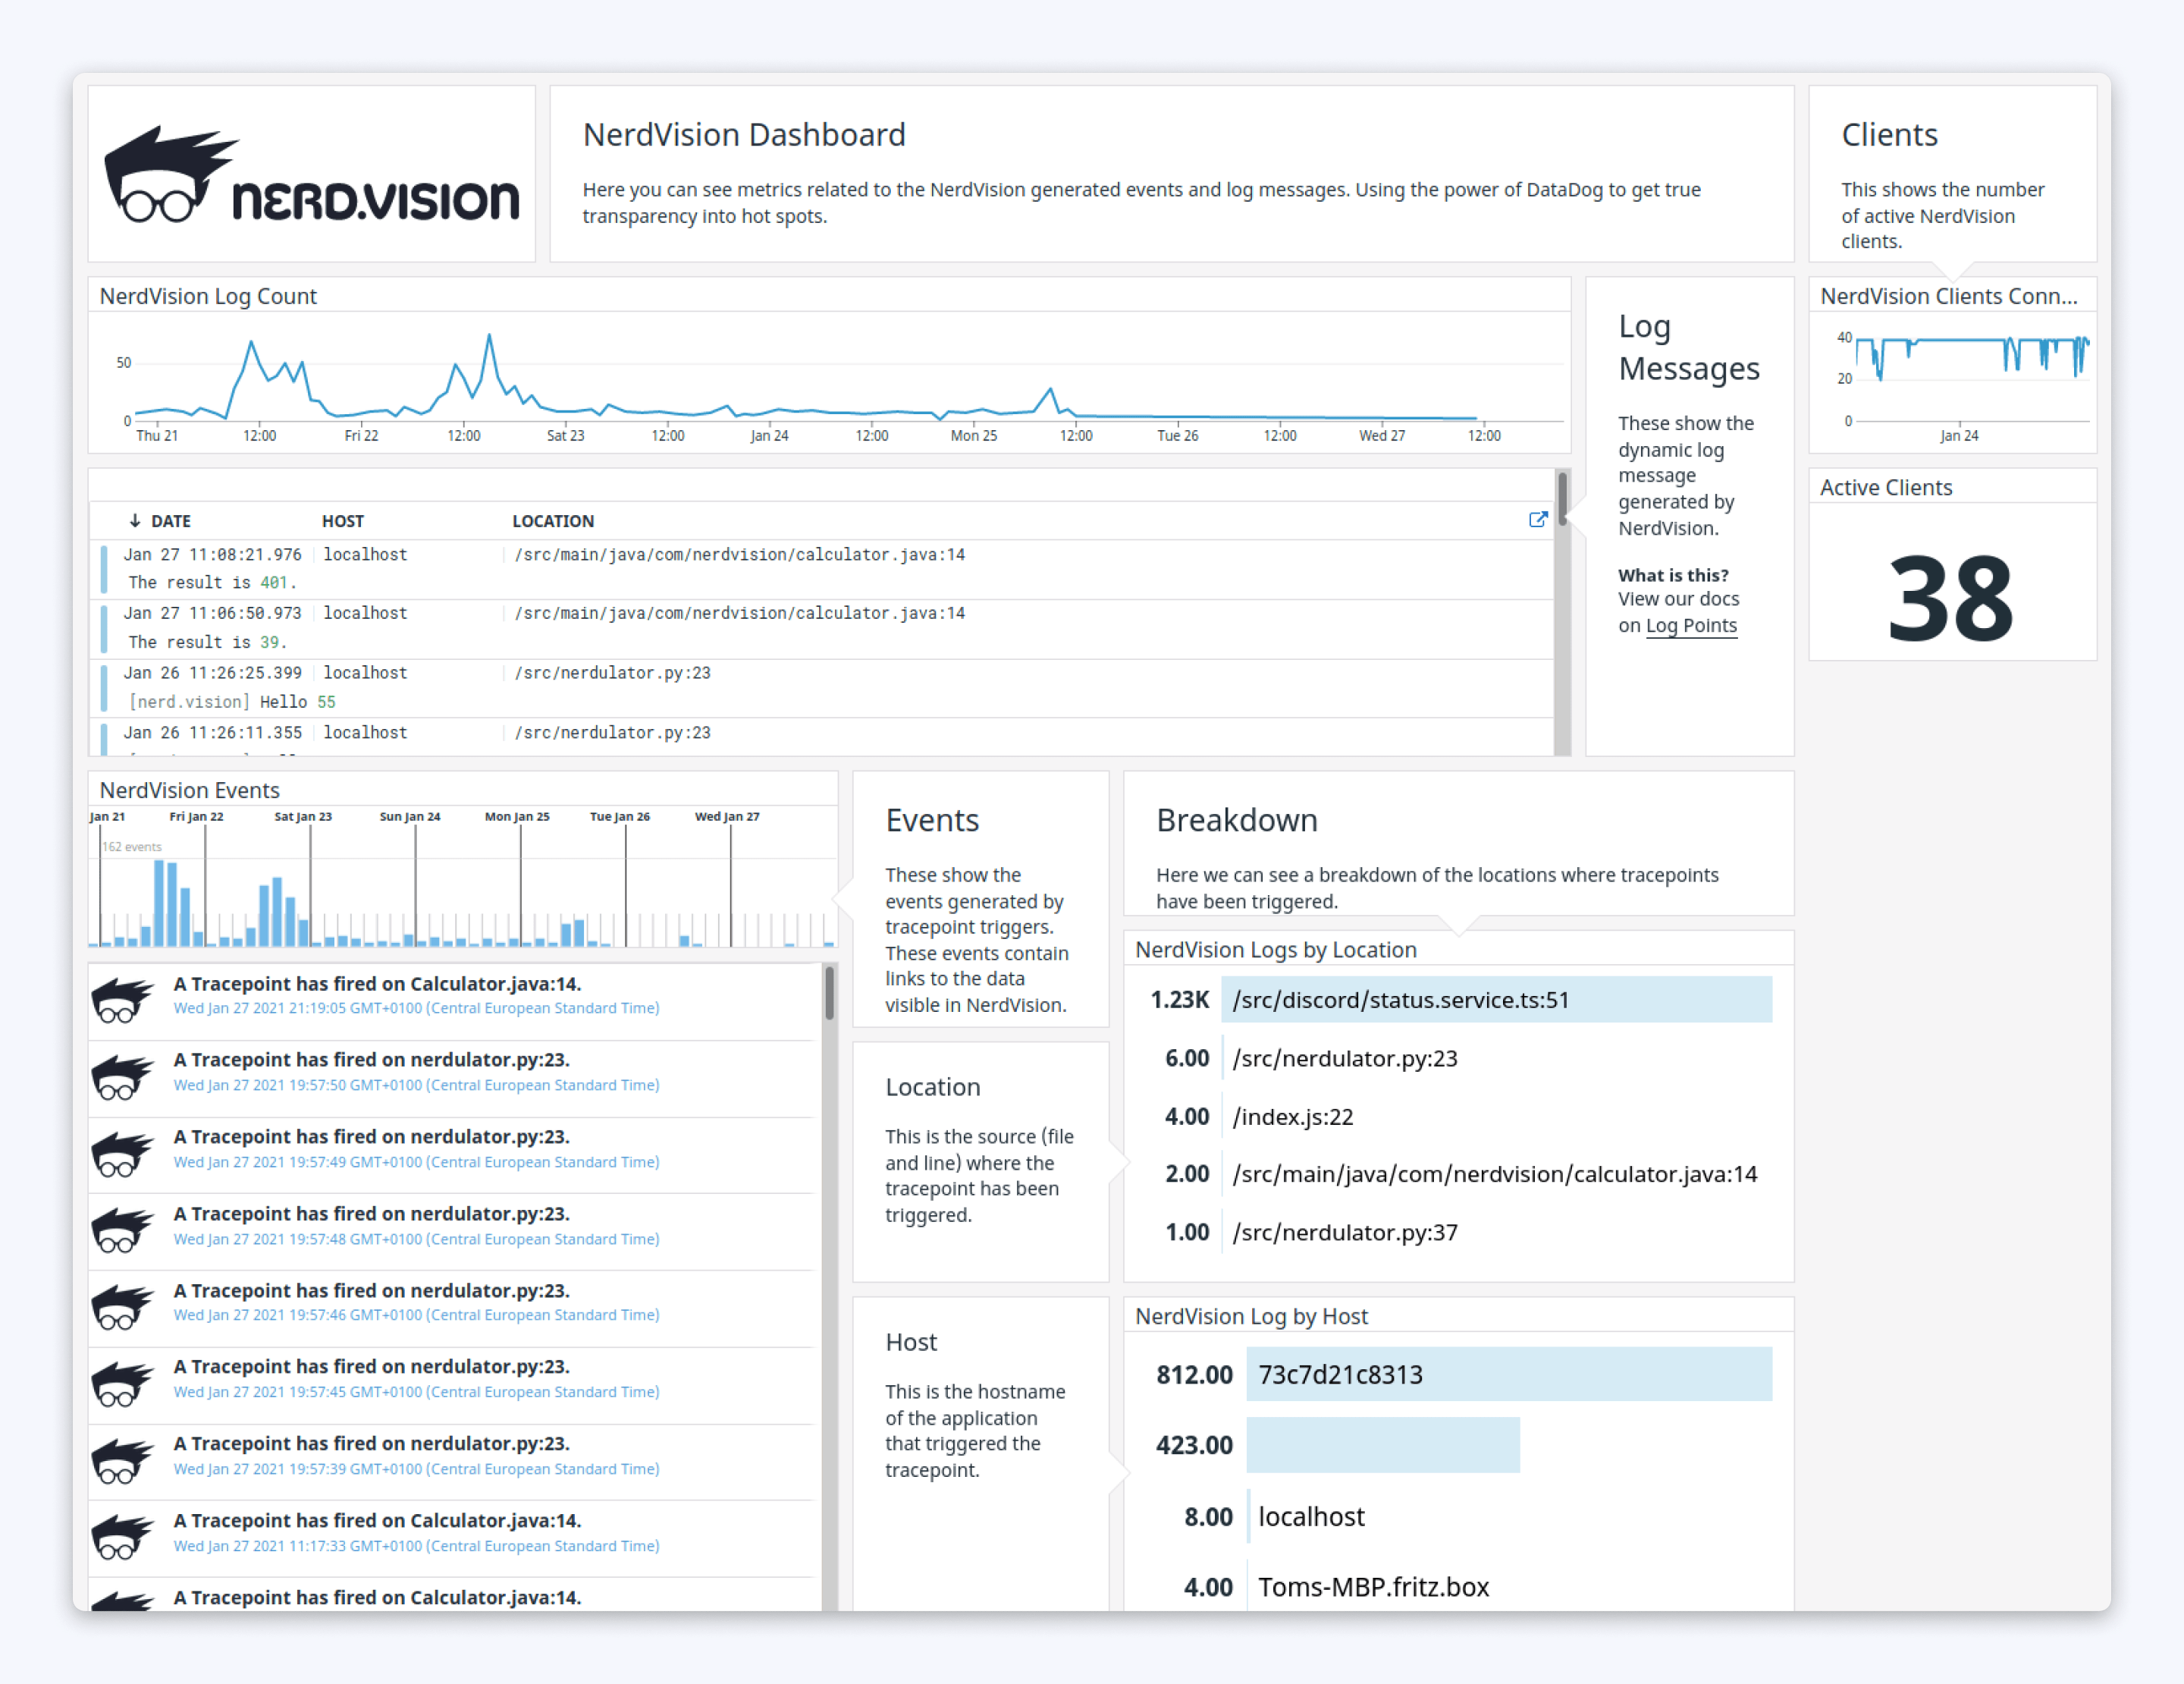 NERD.VISION
NerdVision Dashboard
Here you can see metrics related to the NerdVision generated events and log messages. Using the power of DataDog to get true
transparency into hot spots.
Clients
This shows the number
of active NerdVision
clients.
NerdVision Log Count
50
0
Thu 21
12:00
Fri 22
12:00
Sat 23
12:00
Jan 24
12:00
Mon 25
12:00
Tue 26
12:00
Wed 27
12:00
Log
Messages
These show the
dynamic log
message
generated by
NerdVision.
What is this?
View our docs
on Log Points
NerdVision Clients Conn...
40
20
0
Jan 24
Active Clients
38
↓ DATE HOST LOCATION
Jan 27 11:08:21.976 localhost /src/main/java/com/nerdvision/calculator.java:14
The result is 401.
Jan 27 11:06:50.973 localhost /src/main/java/com/nerdvision/calculator.java:14
The result is 39.
Jan 26 11:26:25.399 localhost /src/nerdulator.py:23
[nerd.vision] Hello 55
Jan 26 11:26:11.355 localhost /src/nerdulator.py:23
NerdVision Events
Jan 21 Fri Jan 22 Sat Jan 23 Sun Jan 24 Mon Jan 25 Tue Jan 26 Wed Jan 27
162 events
A Tracepoint has fired on Calculator.java:14.
Wed Jan 27 2021 21:19:05 GMT+0100 (Central European Standard Time)
A Tracepoint has fired on nerdulator.py:23.
Wed Jan 27 2021 19:57:50 GMT+0100 (Central European Standard Time)
A Tracepoint has fired on nerdulator.py:23.
Wed Jan 27 2021 19:57:49 GMT+0100 (Central European Standard Time)
A Tracepoint has fired on nerdulator.py:23.
Wed Jan 27 2021 19:57:48 GMT+0100 (Central European Standard Time)
A Tracepoint has fired on nerdulator.py:23.
Wed Jan 27 2021 19:57:46 GMT+0100 (Central European Standard Time)
A Tracepoint has fired on nerdulator.py:23.
Wed Jan 27 2021 19:57:45 GMT+0100 (Central European Standard Time)
A Tracepoint has fired on nerdulator.py:23.
Wed Jan 27 2021 19:57:39 GMT+0100 (Central European Standard Time)
A Tracepoint has fired on Calculator.java:14.
Wed Jan 27 2021 11:17:33 GMT+0100 (Central European Standard Time)
A Tracepoint has fired on Calculator.java:14.
Events
These show the
events generated by
tracepoint triggers.
These events contain
links to the data
visible in NerdVision.
Location
This is the source (file
and line) where the
tracepoint has been
triggered.
Host
This is the hostname
of the application
that triggered the
tracepoint.
Breakdown
Here we can see a breakdown of the locations where tracepoints
have been triggered.
NerdVision Logs by Location
1.23K /src/discord/status.service.ts:51
6.00 /src/nerdulator.py:23
4.00 /index.js:22
2.00 /src/main/java/com/nerdvision/calculator.java:14
1.00 /src/nerdulator.py:37
NerdVision Log by Host
812.00 73c7d21c8313
423.00
8.00 localhost
4.00 Toms-MBP.fritz.box